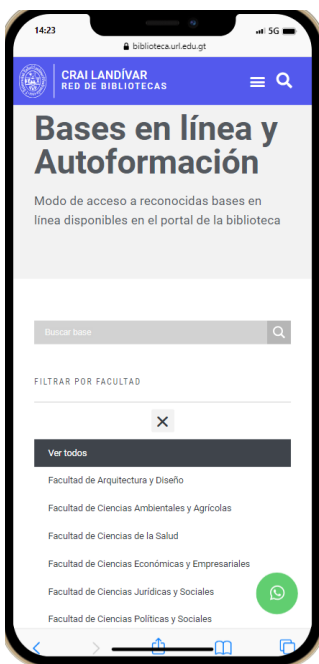 14:23
5G
biblioteca.url.edu.gt
CRAI LANDÍVAR
RED DE BIBLIOTECAS
Bases en línea y
Autoformación
Modo de acceso a reconocidas bases en
línea disponibles en el portal de la biblioteca
Buscar base
FILTRAR POR FACULTAD
Ver todos
Facultad de Arquitectura y Diseño
Facultad de Ciencias Ambientales y Agrícolas
Facultad de Ciencias de la Salud
Facultad de Ciencias Económicas y Empresariales
Facultad de Ciencias Jurídicas y Sociales
Facultad de Ciencias Políticas y Sociales